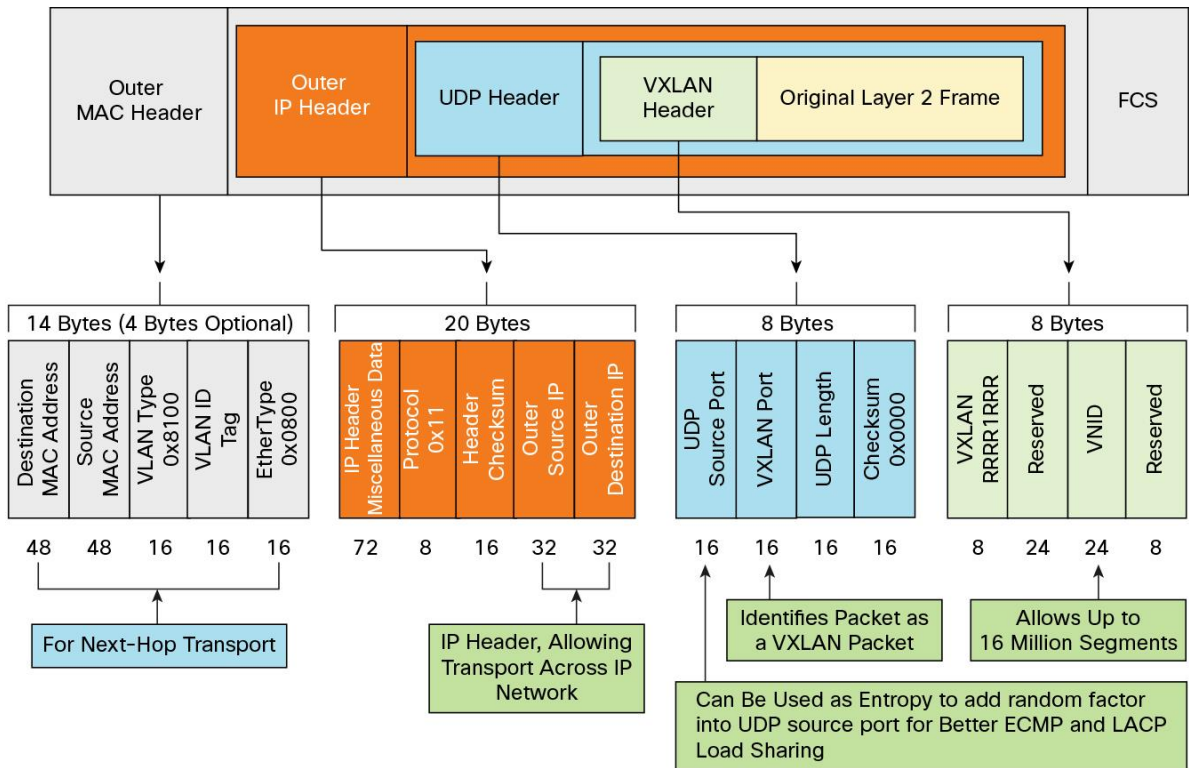 Outer
MAC Header
Outer
IP Header
UDP Header
VXLAN
Header
Original Layer 2 Frame
FCS
14 Bytes (4 Bytes Optional)
Destination
MAC Address
Source
MAC Address
VLAN Type
0x8100
VLAN ID
Tag
EtherType
0x0800
48
48
16
16
16
For Next-Hop Transport
20 Bytes
IP Header
Miscellaneous Data
Protocol
0x11
Header
Checksum
Outer
Source IP
Outer
Destination IP
72
8
16
32
32
IP Header, Allowing
Transport Across IP
Network
8 Bytes
UDP
Source Port
VXLAN Port
UDP Length
Checksum
0x0000
16
16
16
16
Identifies Packet as
a VXLAN Packet
Can Be Used as Entropy to add random factor
into UDP source port for Better ECMP and LACP
Load Sharing
8 Bytes
VXLAN
RRRR1RRR
Reserved
VNID
Reserved
8
24
24
8
Allows Up to
16 Million Segments